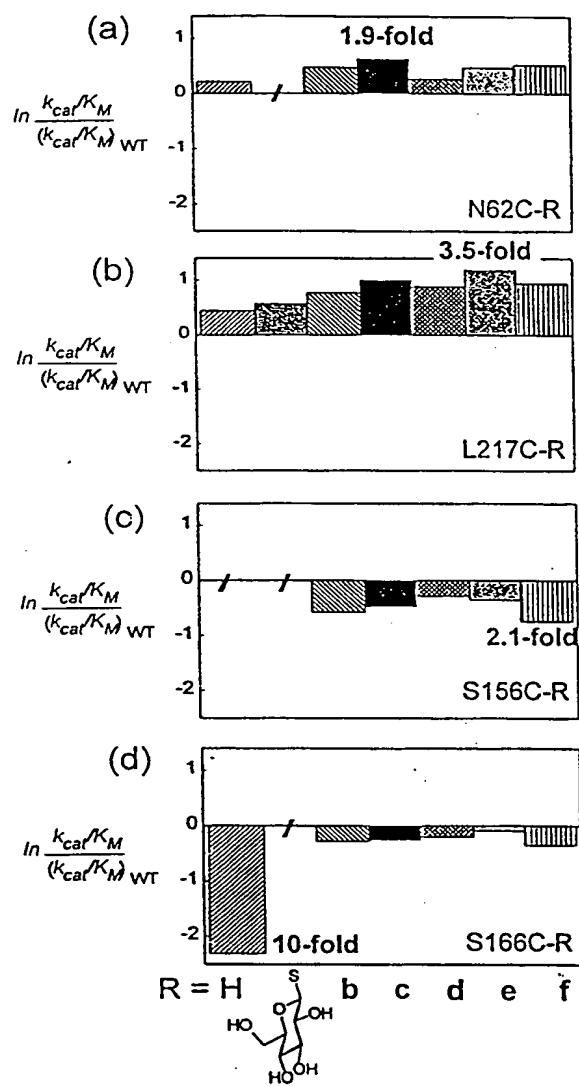 (a)
1.9-fold
1
0
-1
-2
ln kcat/KM
(kcat/KM)WT
N62C-R
(b)
3.5-fold
1
0
-1
-2
ln kcat/KM
(kcat/KM)WT
L217C-R
(c)
1
0
-1
-2
ln kcat/KM
(kcat/KM)WT
2.1-fold
S156C-R
(d)
1
0
-1
-2
ln kcat/KM
(kcat/KM)WT
10-fold
S166C-R
R = H b c d e f
S
O
OH
HO
HO
OH